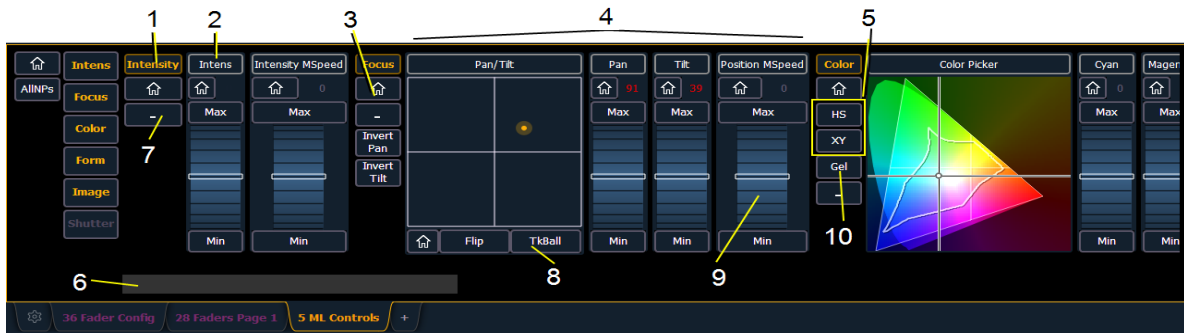 1 2 3 4 5
Intens Intensity Intens Intensity MSpeed Focus Pan/Tilt Pan Tilt Position MSpeed Color Color Picker Cyan Magen
AllNPs Focus 0 91 39 0 0
- Max Max - Max Max Max HS Max Max
Color Invert Pan XY
7
Form Invert Tilt Gel
Image -
Shutter 10
Min Min Flip TkBall Min Min Min Min Min
6 8 9
36 Fader Config 28 Faders Page 1 5 ML Controls +